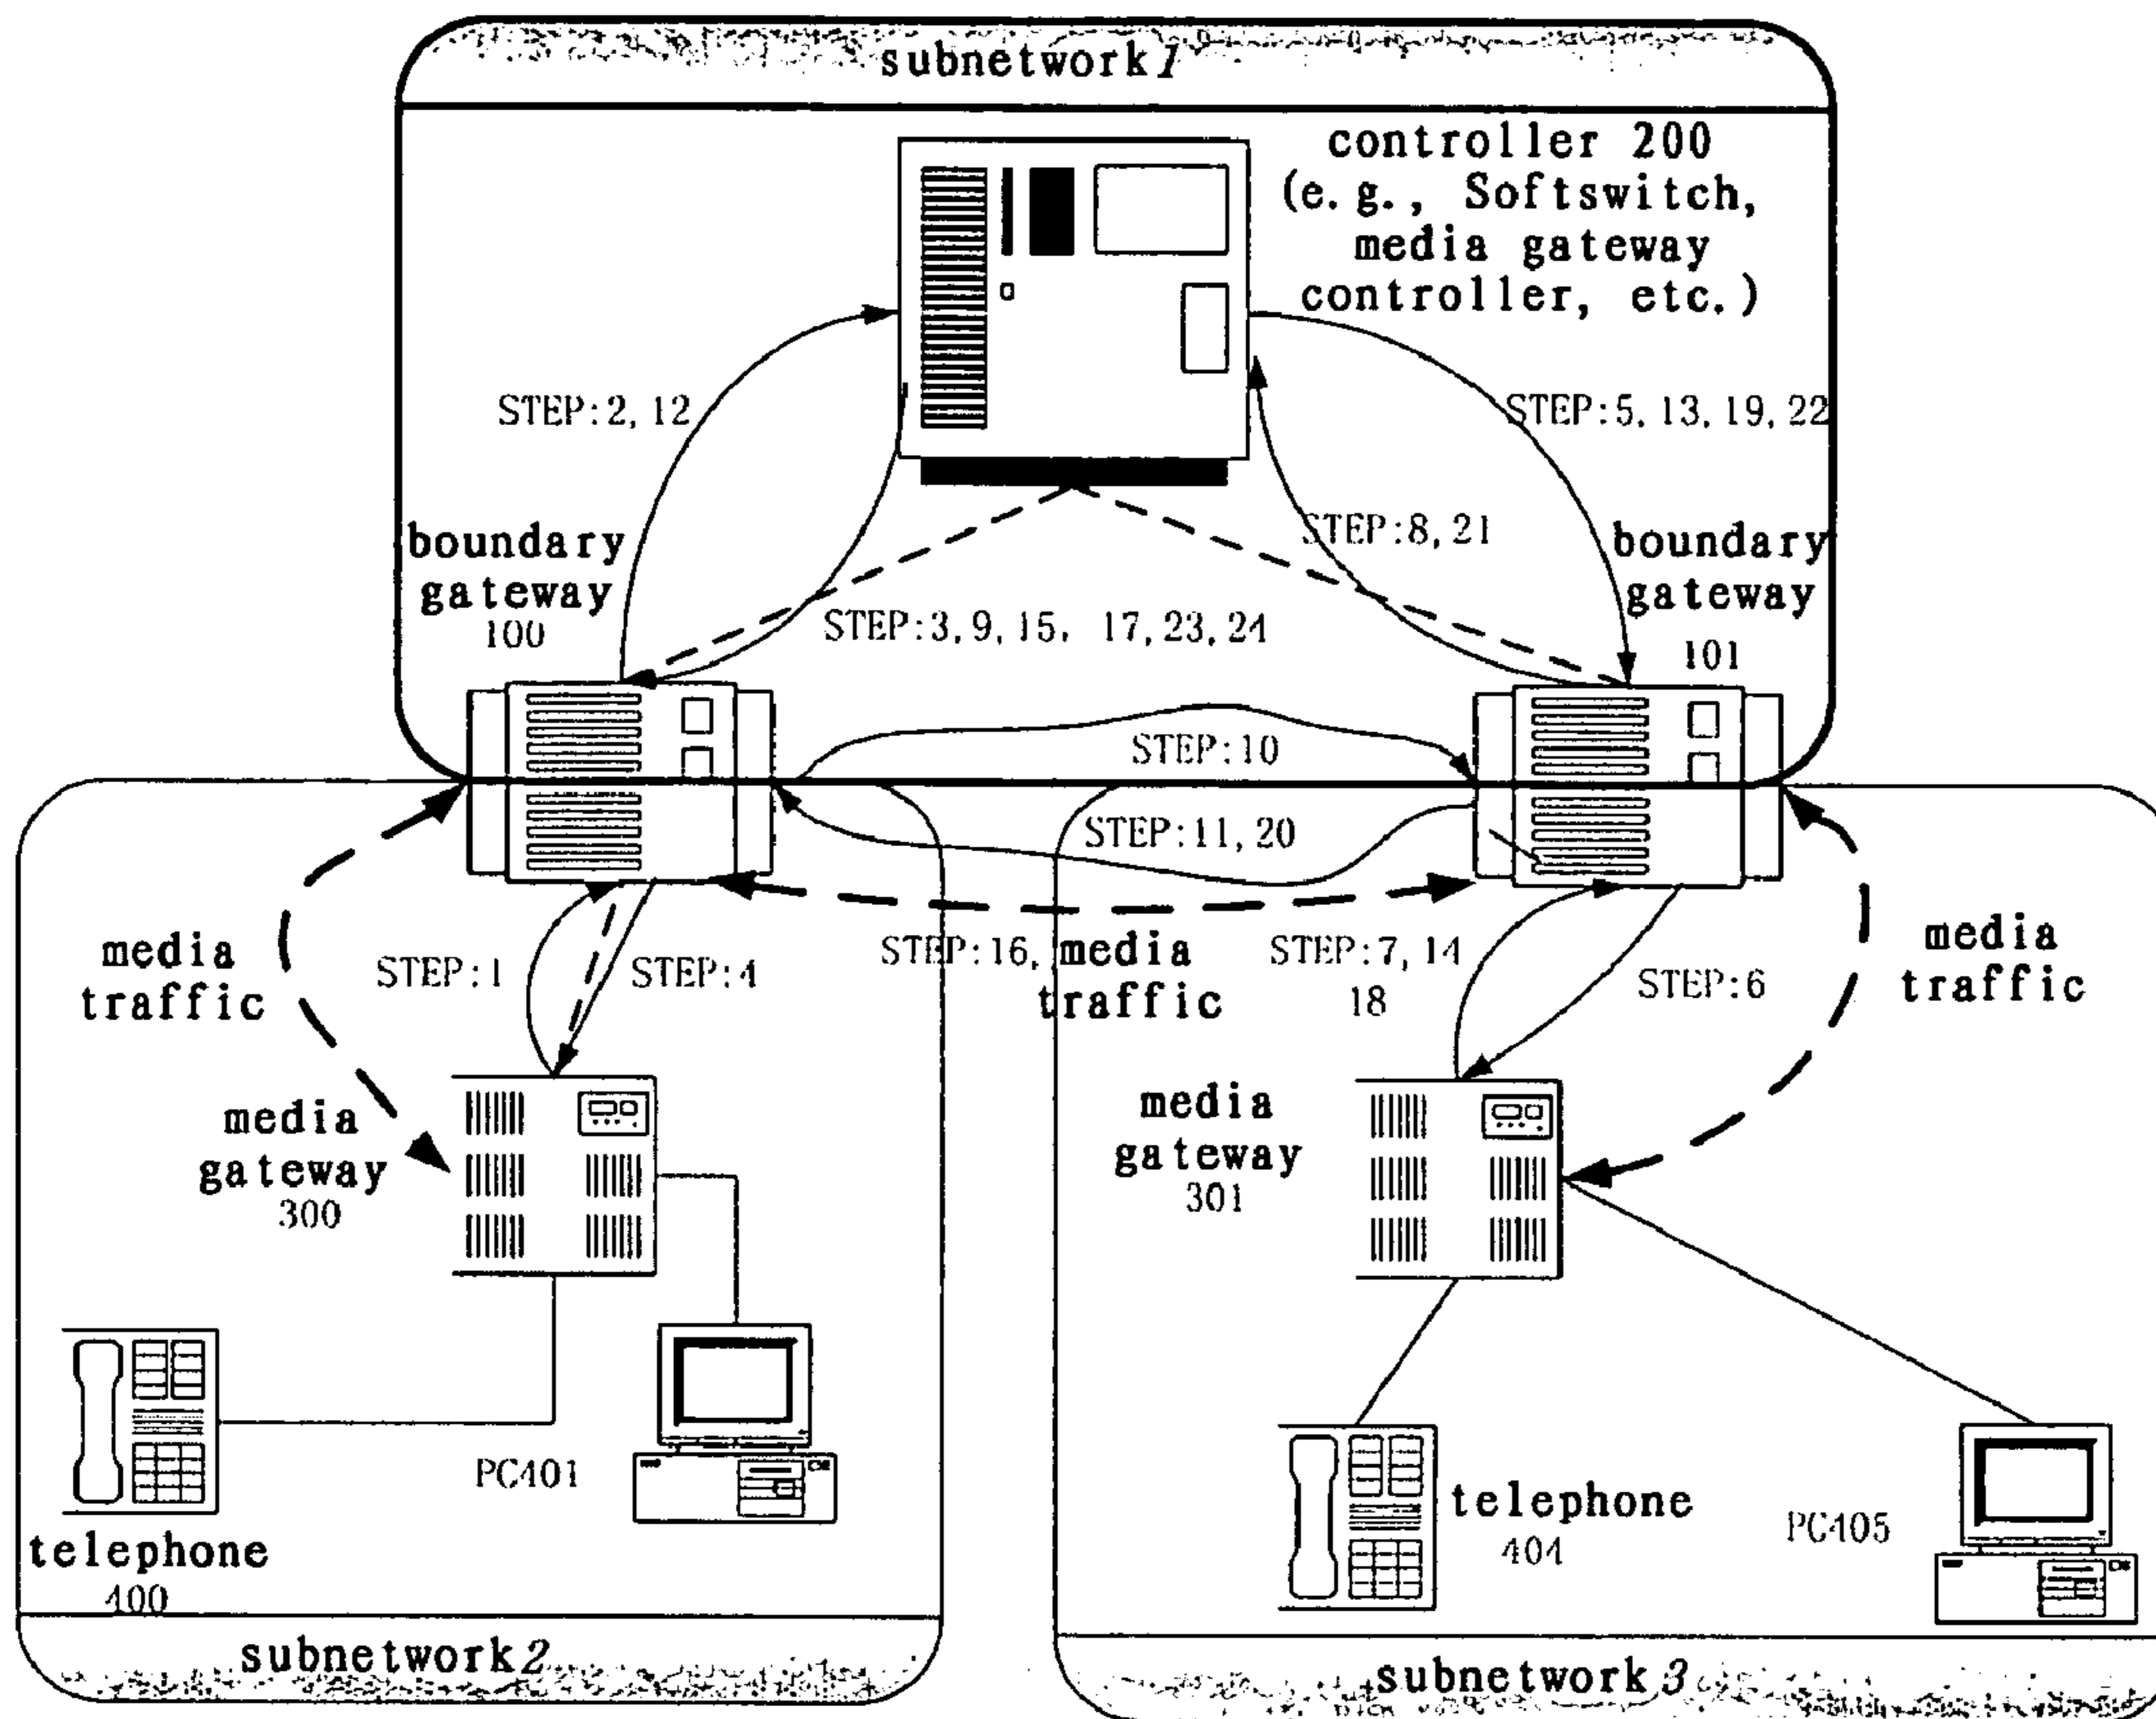 subnetwork1
controller 200
(e.g., Softswitch,
media gateway
controller, etc.)
STEP:2, 12
STEP:5, 13, 19, 22
boundary
gateway
100
STEP:8, 21
boundary
gateway
101
STEP:3, 9, 15, 17, 23, 24
STEP:10
STEP:11, 20
media
traffic
STEP:1
STEP:4
STEP:16,
media
traffic
STEP:7, 14
18
STEP:6
media
traffic
media
gateway
300
media
gateway
301
PC401
telephone
400
telephone
404
PC405
subnetwork2
subnetwork3